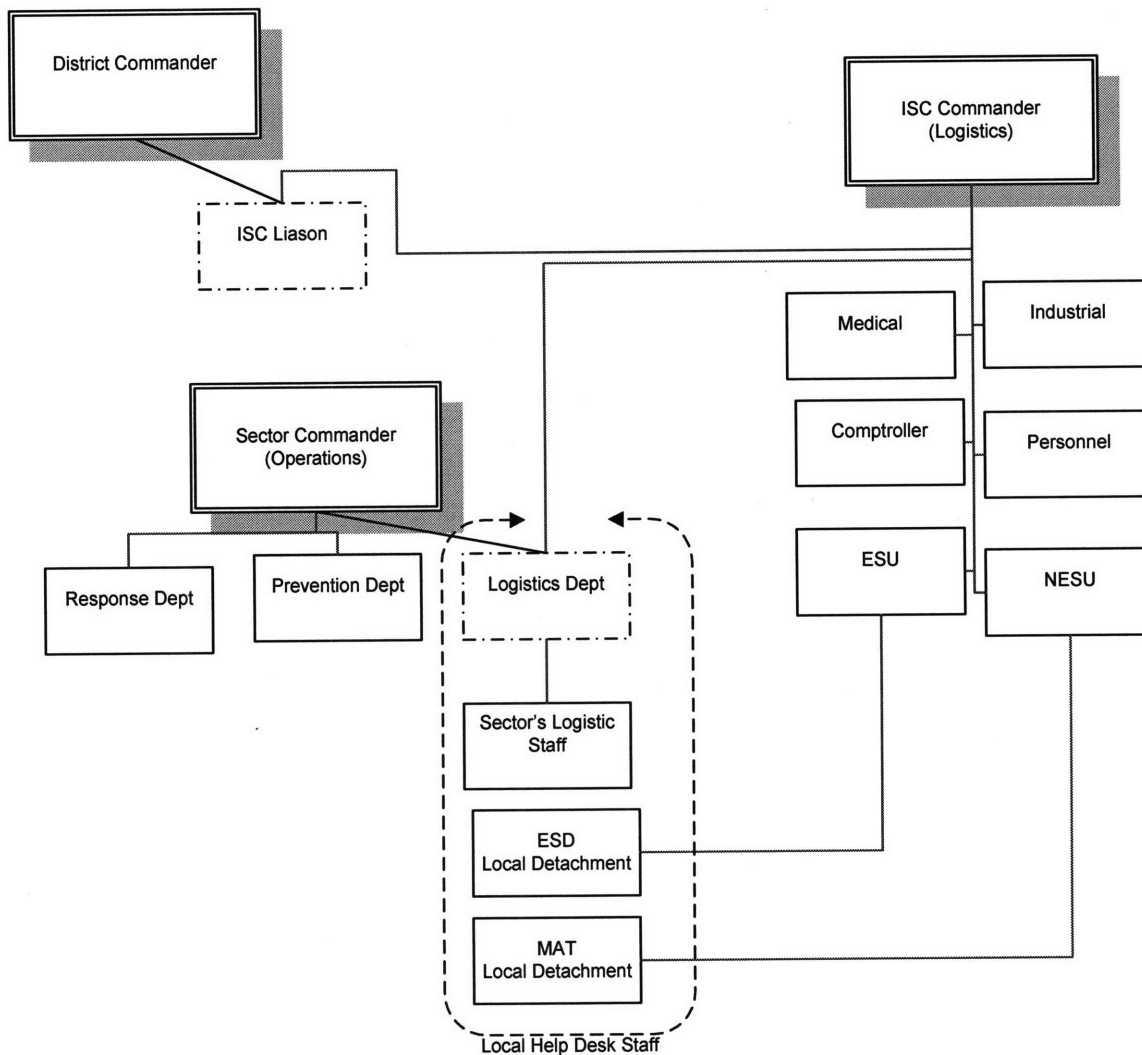 District Commander
ISC Commander
(Logistics)
ISC Liason
Medical
Industrial
Sector Commander
(Operations)
Comptroller
Personnel
Response Dept
Prevention Dept
Logistics Dept
ESU
NESU
Sector's Logistic
Staff
ESD
Local Detachment
MAT
Local Detachment
Local Help Desk Staff